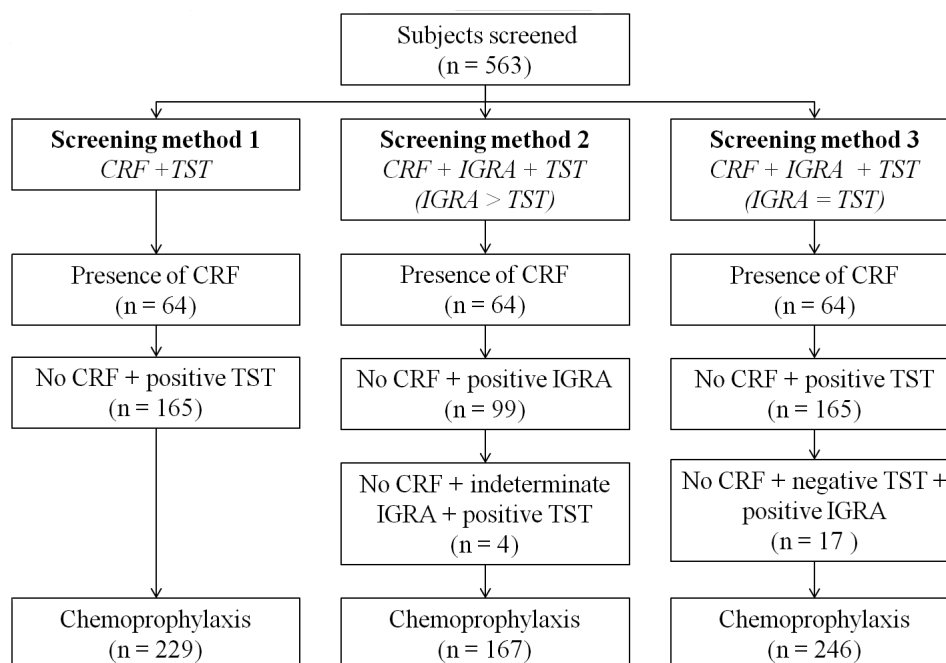 Subjects screened
(n = 563)
Screening method 1
CRF +TST
Screening method 2
CRF + IGRA + TST
(IGRA > TST)
Screening method 3
CRF + IGRA + TST
(IGRA = TST)
Presence of CRF
(n = 64)
Presence of CRF
(n = 64)
Presence of CRF
(n = 64)
No CRF + positive TST
(n = 165)
No CRF + positive IGRA
(n = 99)
No CRF + positive TST
(n = 165)
No CRF + indeterminate
IGRA + positive TST
(n = 4)
No CRF + negative TST +
positive IGRA
(n = 17 )
Chemoprophylaxis
(n = 229)
Chemoprophylaxis
(n = 167)
Chemoprophylaxis
(n = 246)